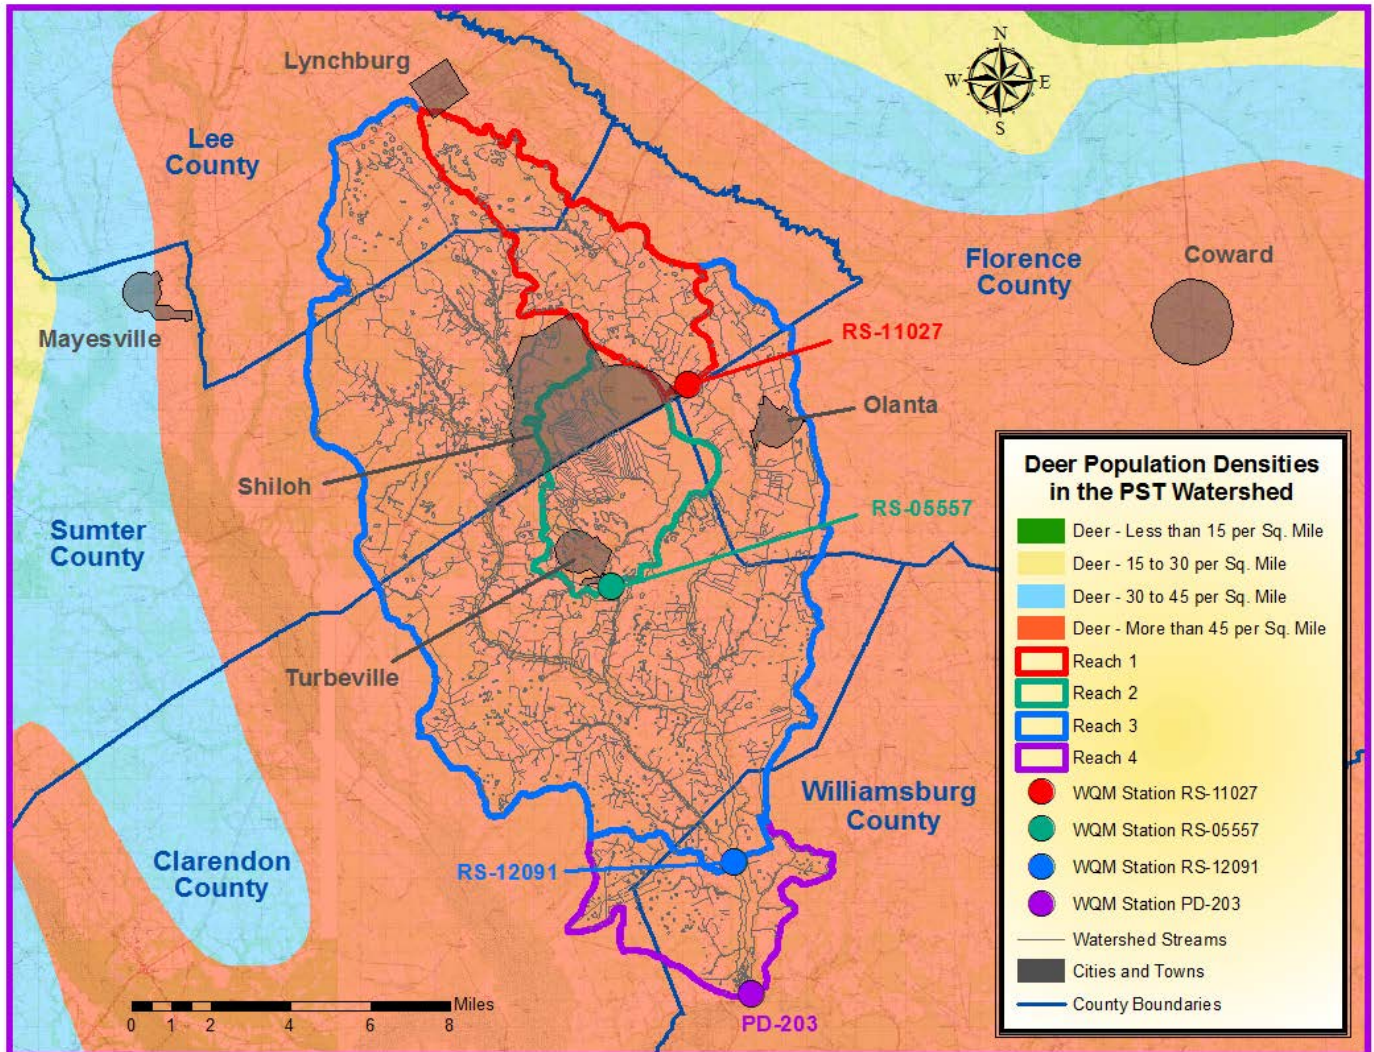 Lynchburg
N
W
E
S
Lee
County
Florence
County
Coward
Mayesville
RS-11027
Olanta
Shiloh
RS-05557
Sumter
County
Turbeville
Williamsburg
County
Clarendon
County
RS-12091
PD-203
Miles
0 1 2 4 6 8
Deer Population Densities
in the PST Watershed
Deer - Less than 15 per Sq. Mile
Deer - 15 to 30 per Sq. Mile
Deer - 30 to 45 per Sq. Mile
Deer - More than 45 per Sq. Mile
Reach 1
Reach 2
Reach 3
Reach 4
WQM Station RS-11027
WQM Station RS-05557
WQM Station RS-12091
WQM Station PD-203
Watershed Streams
Cities and Towns
County Boundaries